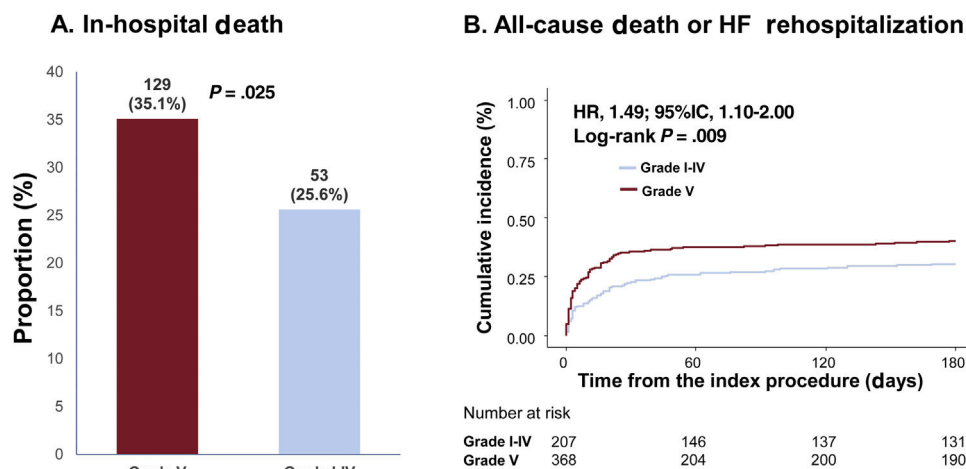 A. In-hospital death
Proportion (%)
40
35
30
25
20
15
10
5
0
129
(35.1%)
P = .025
53
(25.6%)
Grade V
Grade I-IV
B. All-cause death or HF rehospitalization
Cumulative incidence (%)
1.00
0.75
0.50
0.25
0.00
HR, 1.49; 95%IC, 1.10-2.00
Log-rank P = .009
Grade I-IV
Grade V
0 60 120 180
Time from the index procedure (days)
Number at risk
Grade I-IV 207 146 137 131
Grade V 368 204 200 190